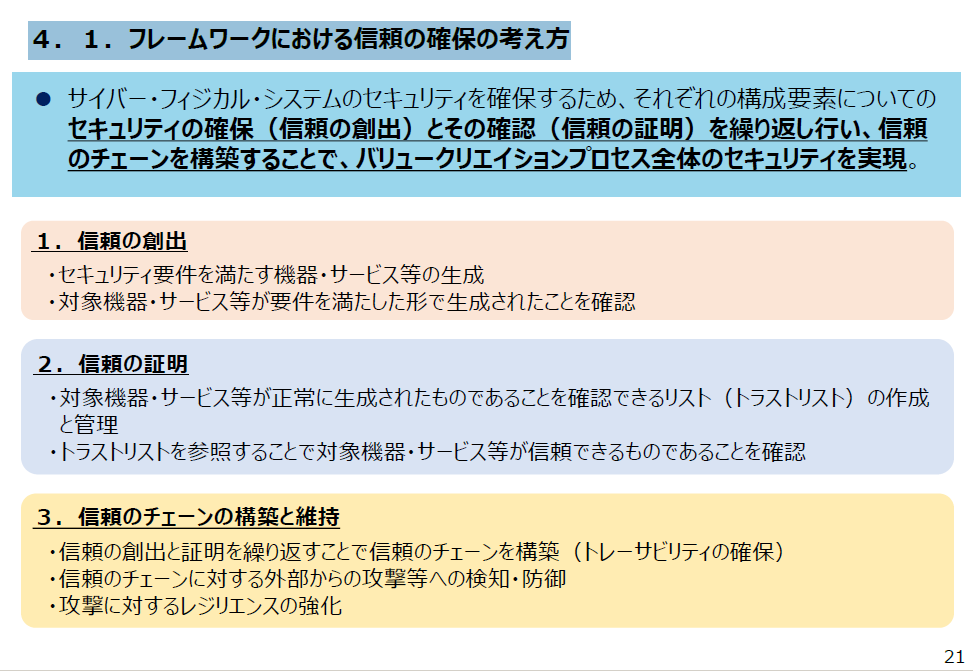 ４．１．フレームワークにおける信頼の確保の考え方
● サイバー・フィジカル・システムのセキュリティを確保するため、それぞれの構成要素についての
セキュリティの確保（信頼の創出）とその確認（信頼の証明）を繰り返し行い、信頼
のチェーンを構築することで、バリュークリエイションプロセス全体のセキュリティを実現。
１．信頼の創出
・セキュリティ要件を満たす機器・サービス等の生成
・対象機器・サービス等が要件を満たした形で生成されたことを確認
２．信頼の証明
・対象機器・サービス等が正常に生成されたものであることを確認できるリスト（トラストリスト）の作成
と管理
・トラストリストを参照することで対象機器・サービス等が信頼できるものであることを確認
３．信頼のチェーンの構築と維持
・信頼の創出と証明を繰り返すことで信頼のチェーンを構築（トレーサビリティの確保）
・信頼のチェーンに対する外部からの攻撃等への検知・防御
・攻撃に対するレジリエンスの強化
21